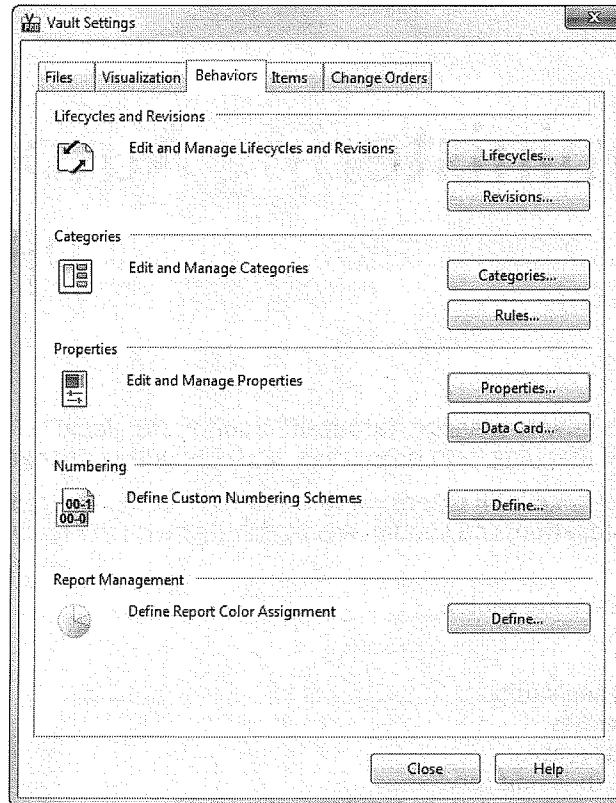 Vault Settings
Files Visualization Behaviors Items Change Orders
Lifecycles and Revisions
Edit and Manage Lifecycles and Revisions
Lifecycles...
Revisions...
Categories
Edit and Manage Categories
Categories...
Rules...
Properties
Edit and Manage Properties
Properties...
Data Card...
Numbering
00-1
00-0
Define Custom Numbering Schemes
Define...
Report Management
Define Report Color Assignment
Define...
Close Help